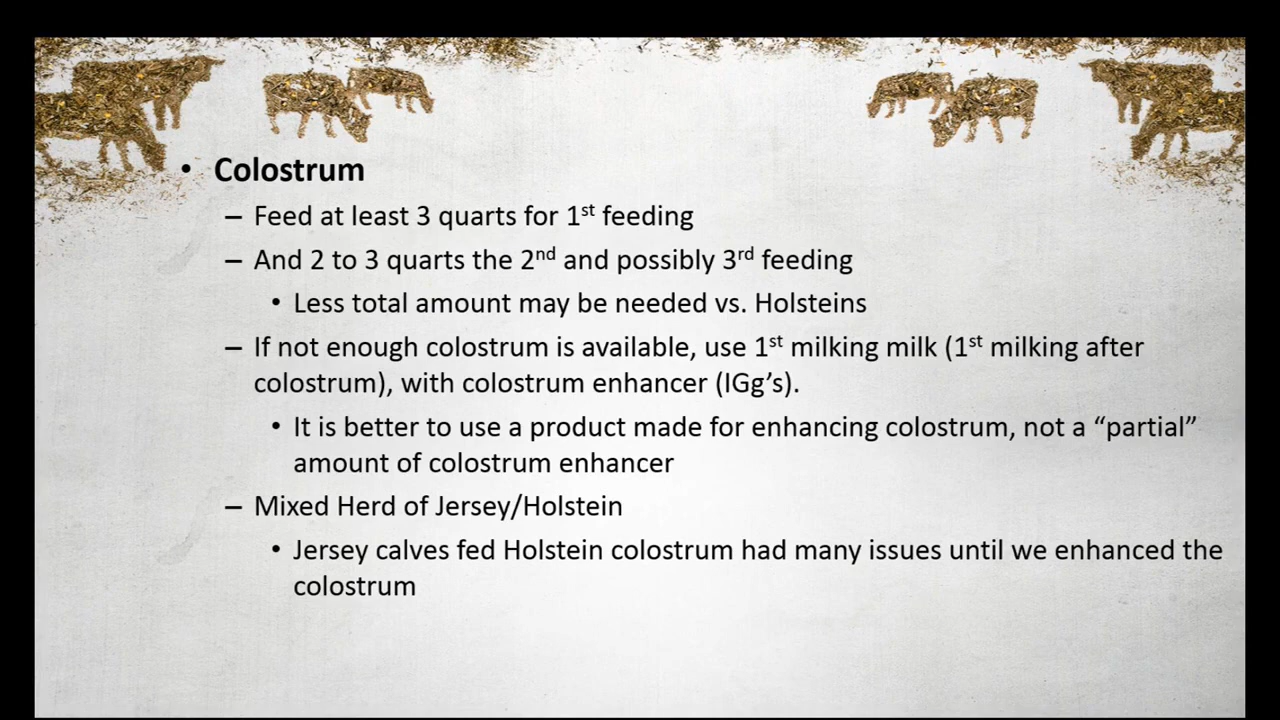 • Colostrum
– Feed at least 3 quarts for 1st feeding
– And 2 to 3 quarts the 2nd and possibly 3rd feeding
• Less total amount may be needed vs. Holsteins
– If not enough colostrum is available, use 1st milking milk (1st milking after
colostrum), with colostrum enhancer (IGg’s).
• It is better to use a product made for enhancing colostrum, not a “partial”
amount of colostrum enhancer
– Mixed Herd of Jersey/Holstein
• Jersey calves fed Holstein colostrum had many issues until we enhanced the
colostrum